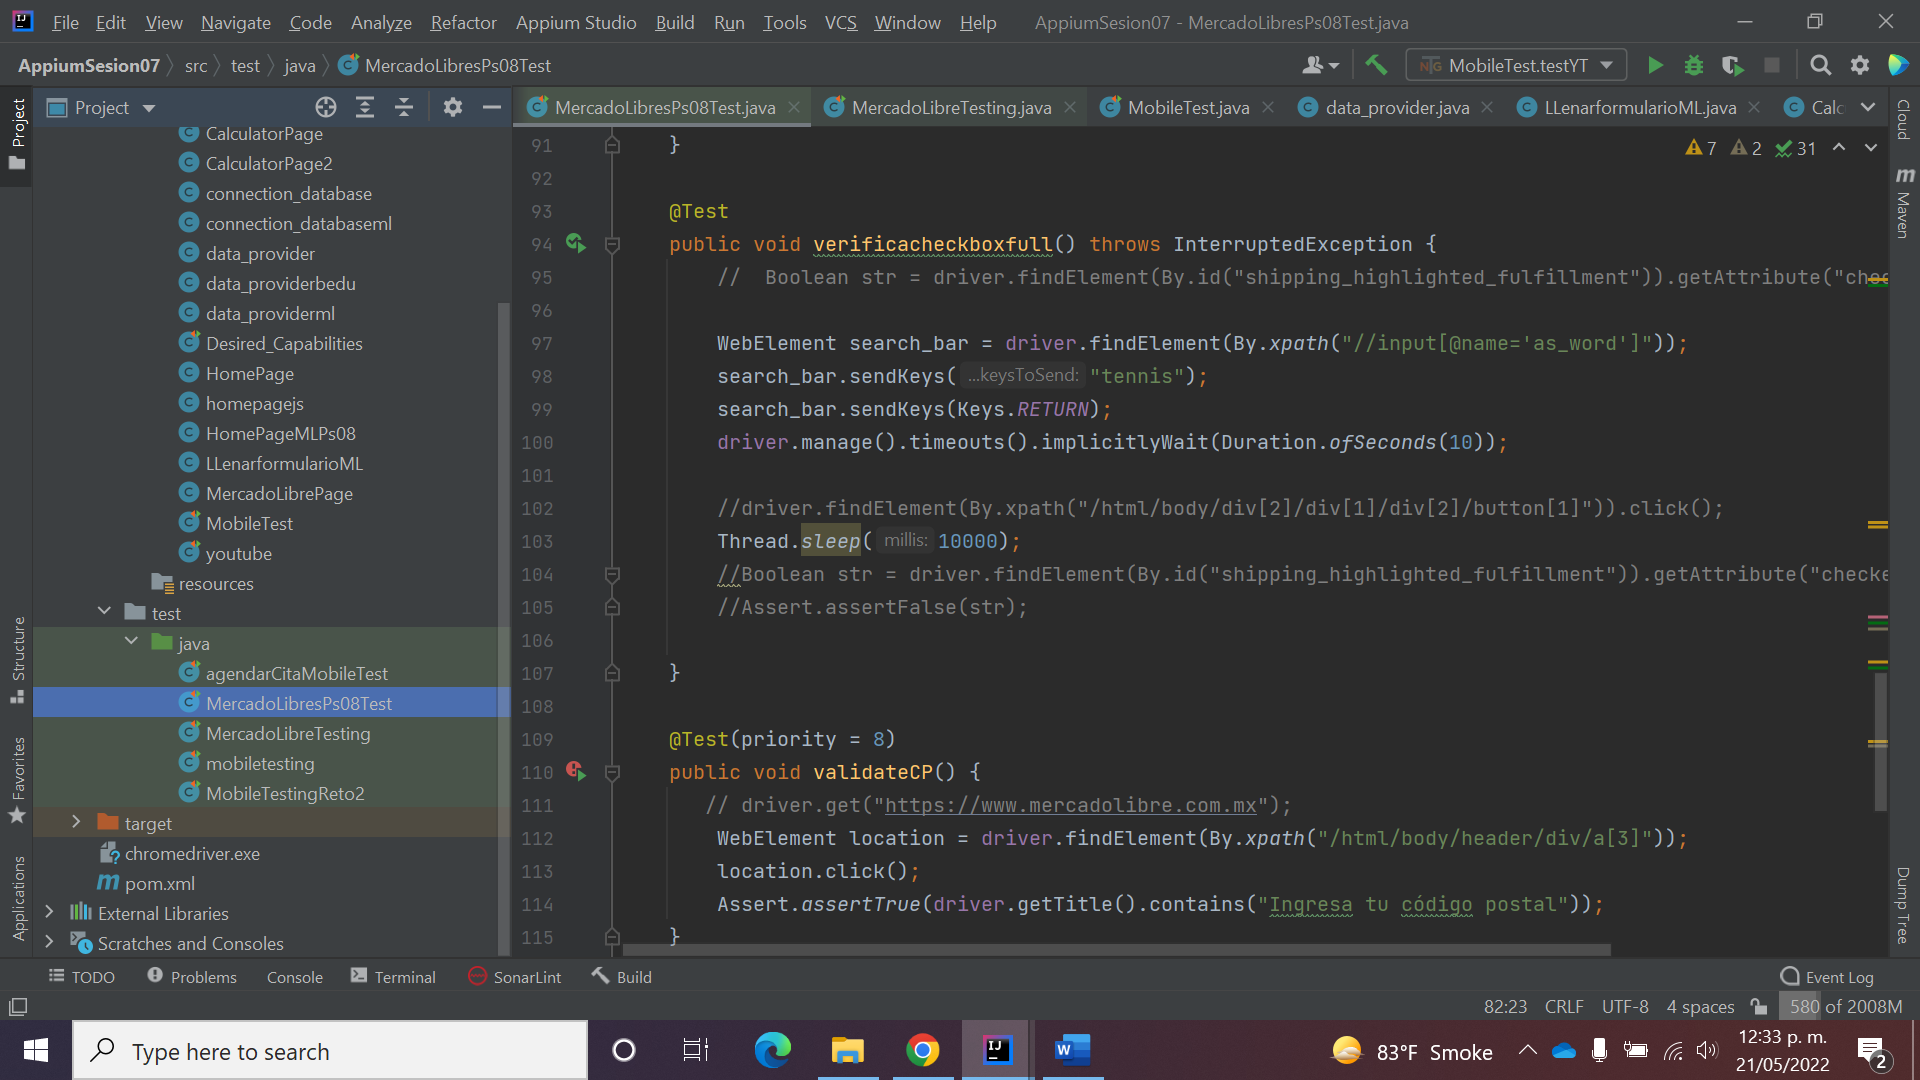 File Edit View Navigate Code Analyze Refactor Appium Studio Build Run Tools VCS Window Help AppiumSesion07 - MercadoLibresPs08Test.java
AppiumSesion07 src test java MercadoLibresPs08Test MobileTest.testYT
Project
MercadoLibresPs08Test.java MercadoLibreTesting.java MobileTest.java data_provider.java LLenarformularioML.java Calc
Project
Structure
Favorites
Applications
CalculatorPage
CalculatorPage2
connection_database
connection_databaseml
data_provider
data_providerbedu
data_providerml
Desired_Capabilities
HomePage
homepagejs
HomePageMLPs08
LLenarformularioML
MercadoLibrePage
MobileTest
youtube
resources
test
java
agendarCitaMobileTest
MercadoLibresPs08Test
MercadoLibreTesting
mobiletesting
MobileTestingReto2
target
chromedriver.exe
pom.xml
External Libraries
Scratches and Consoles
7 2 31
91 }
92
93 @Test
94 public void verificacheckboxfull() throws InterruptedException {
95 //  Boolean str = driver.findElement(By.id("shipping_highlighted_fulfillment")).getAttribute("chec
96
97 WebElement search_bar = driver.findElement(By.xpath("//input[@name='as_word']"));
98 search_bar.sendKeys( ...keysToSend: "tennis");
99 search_bar.sendKeys(Keys.RETURN);
100 driver.manage().timeouts().implicitlyWait(Duration.ofSeconds(10));
101
102 //driver.findElement(By.xpath("/html/body/div[2]/div[1]/div[2]/button[1]")).click();
103 Thread.sleep( millis: 10000);
104 //Boolean str = driver.findElement(By.id("shipping_highlighted_fulfillment")).getAttribute("checke
105 //Assert.assertFalse(str);
106
107 }
108
109 @Test(priority = 8)
110 public void validateCP() {
111 // driver.get("https://www.mercadolibre.com.mx");
112 WebElement location = driver.findElement(By.xpath("/html/body/header/div/a[3]"));
113 location.click();
114 Assert.assertTrue(driver.getTitle().contains("Ingresa tu código postal"));
115 }
Cloud
Maven
Dump Tree
TODO Problems Console Terminal SonarLint Build Event Log
82:23 CRLF UTF-8 4 spaces 580 of 2008M
Type here to search
83°F Smoke
12:33 p. m.
21/05/2022
2